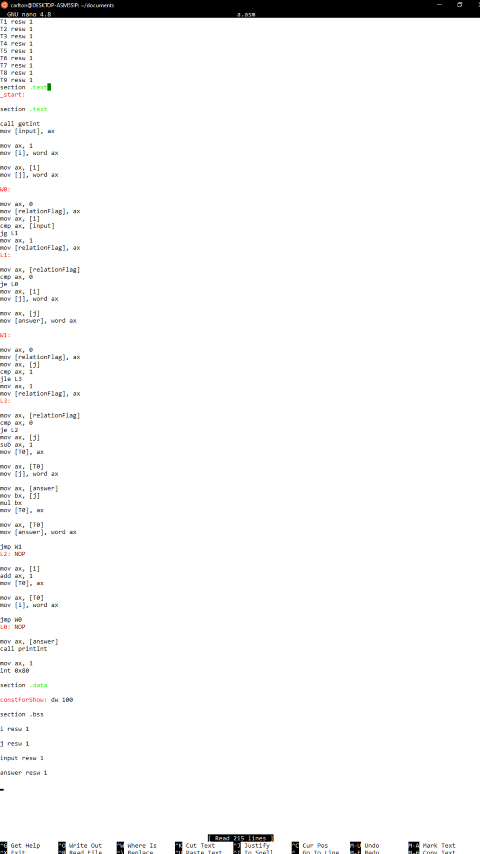 carlton@DESKTOP-ASM5SIP: ~/documents
GNU nano 4.8 a.asm
T1 resw 1
T2 resw 1
T3 resw 1
T4 resw 1
T5 resw 1
T6 resw 1
T7 resw 1
T8 resw 1
T9 resw 1
section .text
_start:
section .text
call getInt
mov [input], ax
mov ax, 1
mov [i], word ax
mov ax, [i]
mov [j], word ax
W0:
mov ax, 0
mov [relationFlag], ax
mov ax, [i]
cmp ax, [input]
jg L1
mov ax, 1
mov [relationFlag], ax
L1:
mov ax, [relationFlag]
cmp ax, 0
je L0
mov ax, [i]
mov [j], word ax
mov ax, [j]
mov [answer], word ax
W1:
mov ax, 0
mov [relationFlag], ax
mov ax, [j]
cmp ax, 1
jle L3
mov ax, 1
mov [relationFlag], ax
L3:
mov ax, [relationFlag]
cmp ax, 0
je L2
mov ax, [j]
sub ax, 1
mov [T0], ax
mov ax, [T0]
mov [j], word ax
mov ax, [answer]
mov bx, [j]
mul bx
mov [T0], ax
mov ax, [T0]
mov [answer], word ax
jmp W1
L2: NOP
mov ax, [i]
add ax, 1
mov [T0], ax
mov ax, [T0]
mov [i], word ax
jmp W0
L0: NOP
mov ax, [answer]
call printInt
mov ax, 1
int 0x80
section .data
constForShow: dw 100
section .bss
i resw 1
j resw 1
input resw 1
answer resw 1
[ Read 215 lines ]
^G Get Help ^O Write Out ^W Where Is ^K Cut Text ^J Justify ^C Cur Pos M-U Undo M-A Mark Text
^X Exit ^R Read File ^\ Replace ^U Paste Text ^T To Spell ^_ Go To Line M-E Redo M-6 Copy Text